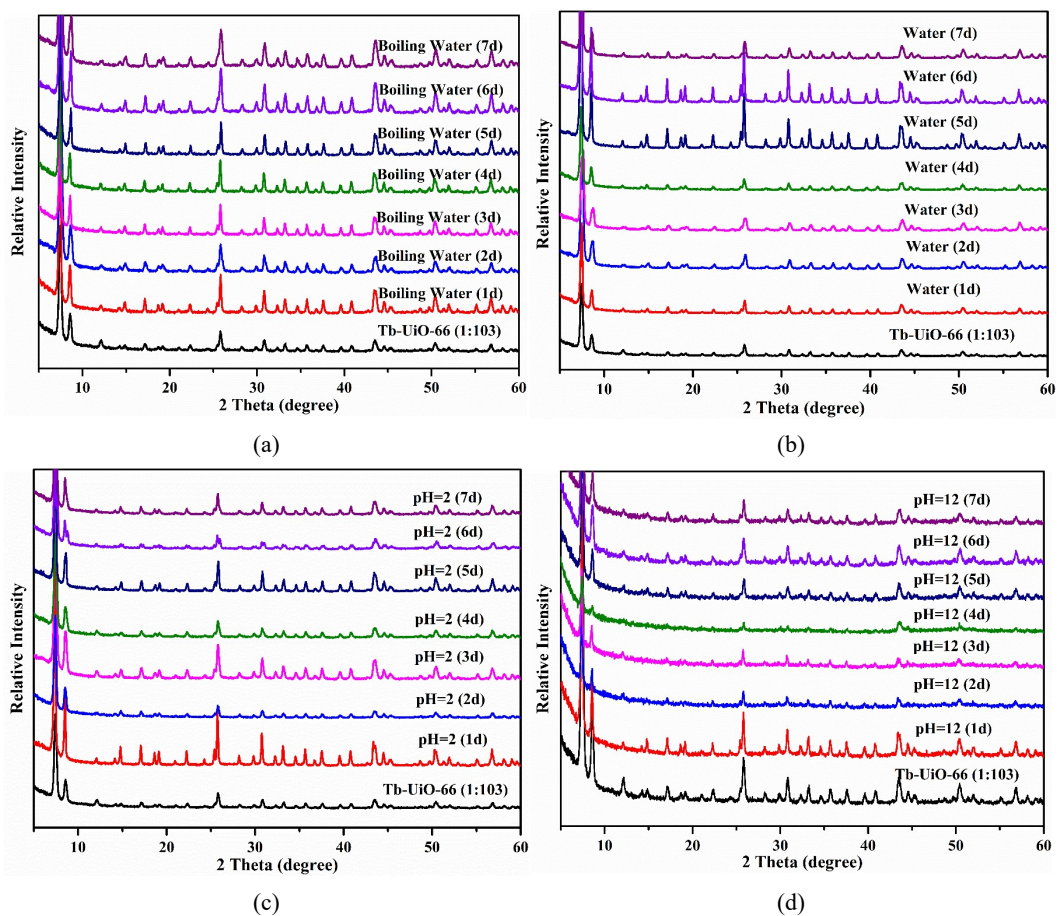 Relative Intensity
Boiling Water (7d)
Boiling Water (6d)
Boiling Water (5d)
Boiling Water (4d)
Boiling Water (3d)
Boiling Water (2d)
Boiling Water (1d)
Tb-UiO-66 (1:103)
10 20 30 40 50 60
2 Theta (degree)
(a)
Relative Intensity
Water (7d)
Water (6d)
Water (5d)
Water (4d)
Water (3d)
Water (2d)
Water (1d)
Tb-UiO-66 (1:103)
10 20 30 40 50 60
2 Theta (degree)
(b)
Relative Intensity
pH=2 (7d)
pH=2 (6d)
pH=2 (5d)
pH=2 (4d)
pH=2 (3d)
pH=2 (2d)
pH=2 (1d)
Tb-UiO-66 (1:103)
10 20 30 40 50 60
2 Theta (degree)
(c)
Relative Intensity
pH=12 (7d)
pH=12 (6d)
pH=12 (5d)
pH=12 (4d)
pH=12 (3d)
pH=12 (2d)
pH=12 (1d)
Tb-UiO-66 (1:103)
10 20 30 40 50 60
2 Theta (degree)
(d)